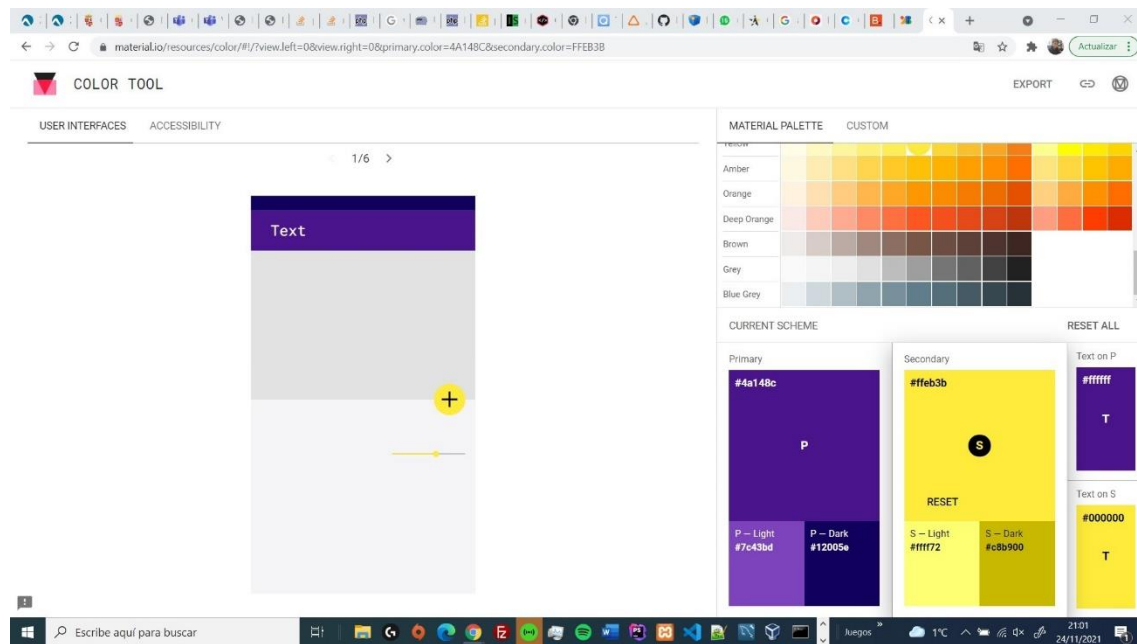 material.io/resources/color/#!/?view.left=0&view.right=0&primary.color=4A148C&secondary.color=FFEB3B
Actualizar
COLOR TOOL
EXPORT
USER INTERFACES ACCESSIBILITY
MATERIAL PALETTE CUSTOM
1/6
Text
Yellow
Amber
Orange
Deep Orange
Brown
Grey
Blue Grey
CURRENT SCHEME
RESET ALL
Primary
#4a148c
P
P — Light
#7c43bd
P — Dark
#12005e
Secondary
#ffeb3b
S
RESET
S — Light
#ffff72
S — Dark
#c8b900
Text on P
#ffffff
T
Text on S
#000000
T
Escribe aquí para buscar
Juegos
1°C
21:01
24/11/2021